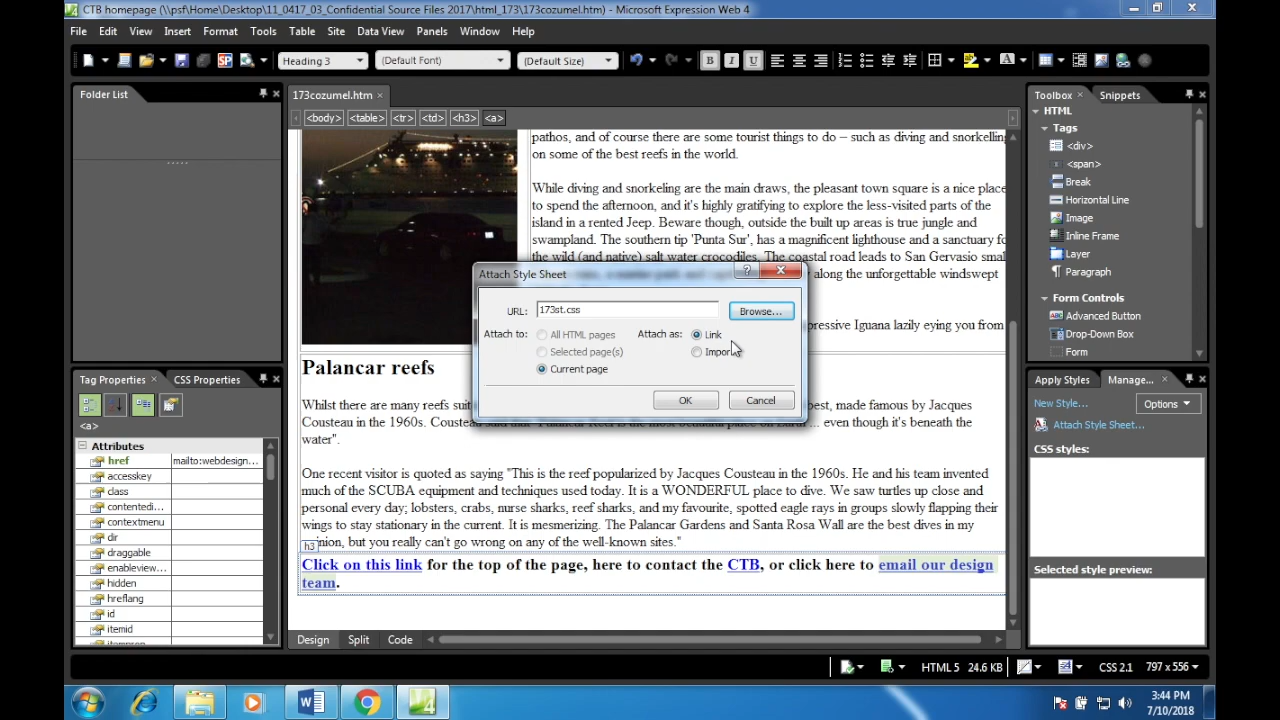 CTB homepage (\\psf\Home\Desktop\11_0417_03_Confidential Source Files 2017\html_173\173cozumel.htm) - Microsoft Expression Web 4
File Edit View Insert Format Tools Table Site Data View Panels Window Help
Heading 3 (Default Font) (Default Size) B I U
Folder List
173cozumel.htm
<body> <table> <tr> <td> <h3> <a>
pathos, and of course there are some tourist things to do – such as diving and snorkelling
on some of the best reefs in the world.
While diving and snorkeling are the main draws, the pleasant town square is a nice place
to spend the afternoon, and it's highly gratifying to explore the less-visited parts of the
island in a rented Jeep. Beware though, outside the built up areas is true jungle and
swampland. The southern tip 'Punta Sur', has a magnificent lighthouse and a sanctuary fo
the wild (and native) salt water crocodiles. The coastal road leads to San Gervasio smal
along the unforgettable windswept
pressive Iguana lazily eying you from
Attach Style Sheet
URL: 173st.css Browse...
Attach to: All HTML pages Attach as: Link
Selected page(s) Import
Current page
OK Cancel
Palancar reefs
Whilst there are many reefs suit best, made famous by Jacques
Cousteau in the 1960s. even though it's beneath the
water".
One recent visitor is quoted as saying "This is the reef popularized by Jacques Cousteau in the 1960s. He and his team invented
much of the SCUBA equipment and techniques used today. It is a WONDERFUL place to dive. We saw turtles up close and
personal every day; lobsters, crabs, nurse sharks, reef sharks, and my favourite, spotted eagle rays in groups slowly flapping their
wings to stay stationary in the current. It is mesmerizing. The Palancar Gardens and Santa Rosa Wall are the best dives in my
opinion, but you really can't go wrong on any of the well-known sites."
h3
Click on this link for the top of the page, here to contact the CTB, or click here to email our design
team.
Design Split Code
Tag Properties CSS Properties
<a>
Attributes
href mailto:webdesign...
accesskey
class
contentedi...
contextmenu
dir
draggable
enableview...
hidden
hreflang
id
itemid
itemprop
Toolbox Snippets
HTML
Tags
<div>
<span>
Break
Horizontal Line
Image
Inline Frame
Layer
Paragraph
Form Controls
Advanced Button
Drop-Down Box
Form
Apply Styles Manage...
New Style... Options
Attach Style Sheet...
CSS styles:
Selected style preview:
HTML 5 24.6 KB CSS 2.1 797 x 556
3:44 PM
7/10/2018